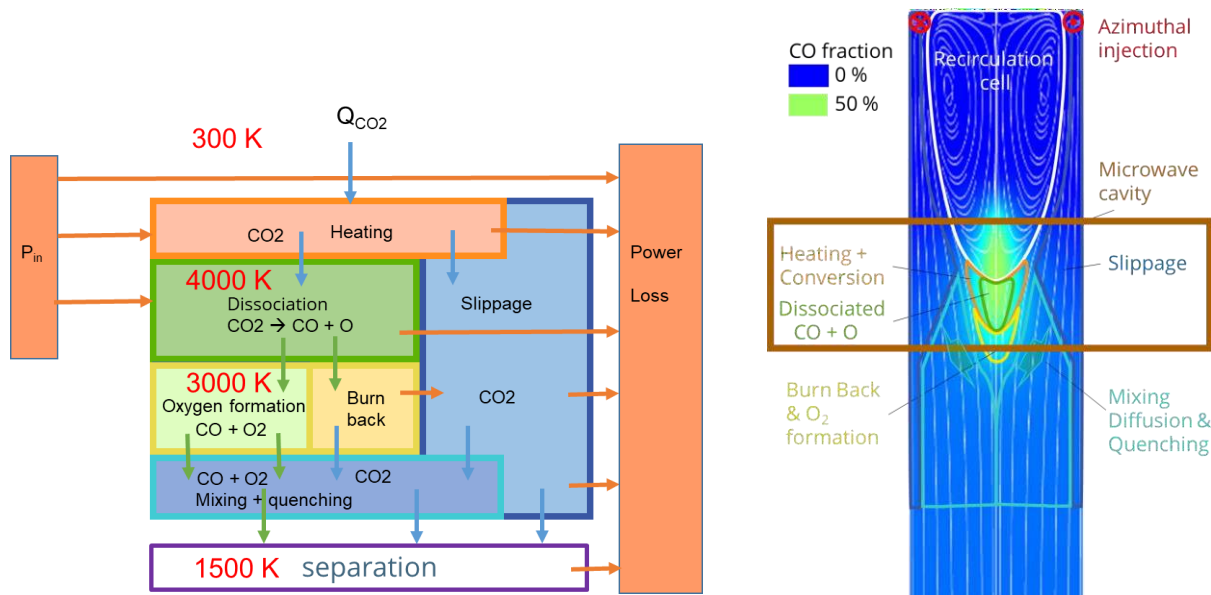 300 K
Q_CO2
P_in
CO2 Heating
4000 K
Dissociation
CO2 → CO + O
Slippage
Power
Loss
3000 K
Oxygen formation
CO + O2
Burn
back
CO2
CO + O2
CO2
Mixing + quenching
1500 K separation
CO fraction
0 %
50 %
Recirculation
cell
Azimuthal
injection
Microwave
cavity
Heating +
Conversion
Slippage
Dissociated
CO + O
Burn Back
& O₂
formation
Mixing
Diffusion &
Quenching